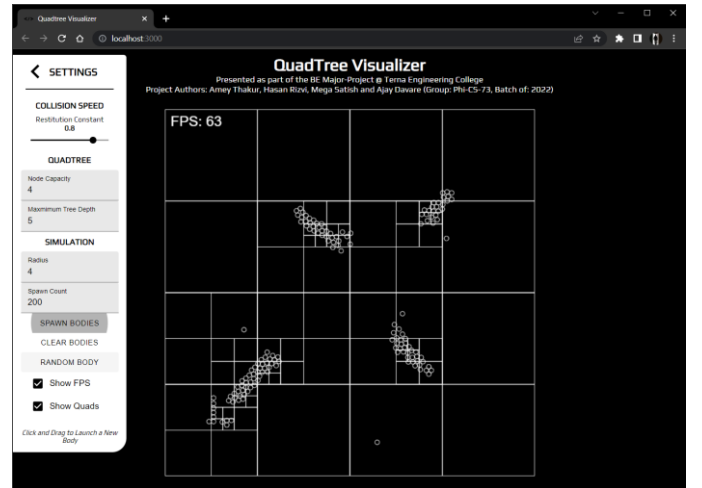 Quadtree Visualizer
localhost:3000
SETTINGS
COLLISION SPEED
Restitution Constant
0.8
QUADTREE
Node Capacity
4
Maxmimum Tree Depth
5
SIMULATION
Radius
4
Spawn Count
200
SPAWN BODIES
CLEAR BODIES
RANDOM BODY
Show FPS
Show Quads
Click and Drag to Launch a New
Body
QuadTree Visualizer
Presented as part of the BE Major-Project @ Terna Engineering College
Project Authors: Amey Thakur, Hasan Rizvi, Mega Satish and Ajay Davare (Group: Phi-CS-73, Batch of: 2022)
FPS: 63